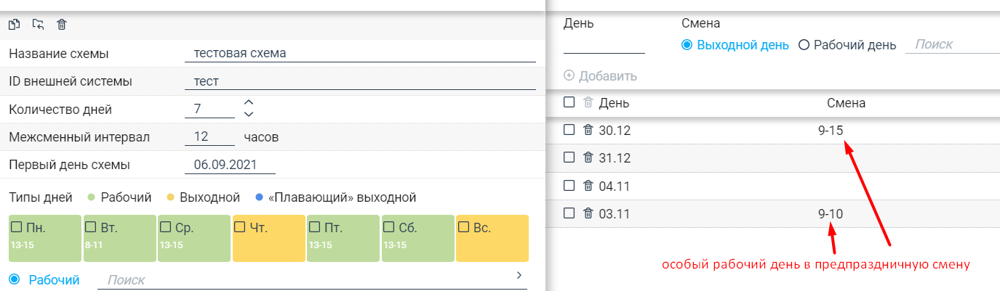 Название схемы тестовая схема
ID внешней системы тест
Количество дней 7
Межсменный интервал 12 часов
Первый день схемы 06.09.2021
Типы дней Рабочий Выходной «Плавающий» выходной
Пн. Вт. Ср. Чт. Пт. Сб. Вс.
13-15 8-11 13-15 13-15 13-15
Рабочий Поиск
День Смена
Выходной день Рабочий день Поиск
Добавить
День Смена
30.12 9-15
31.12
04.11
03.11 9-10
особый рабочий день в предпраздничную смену